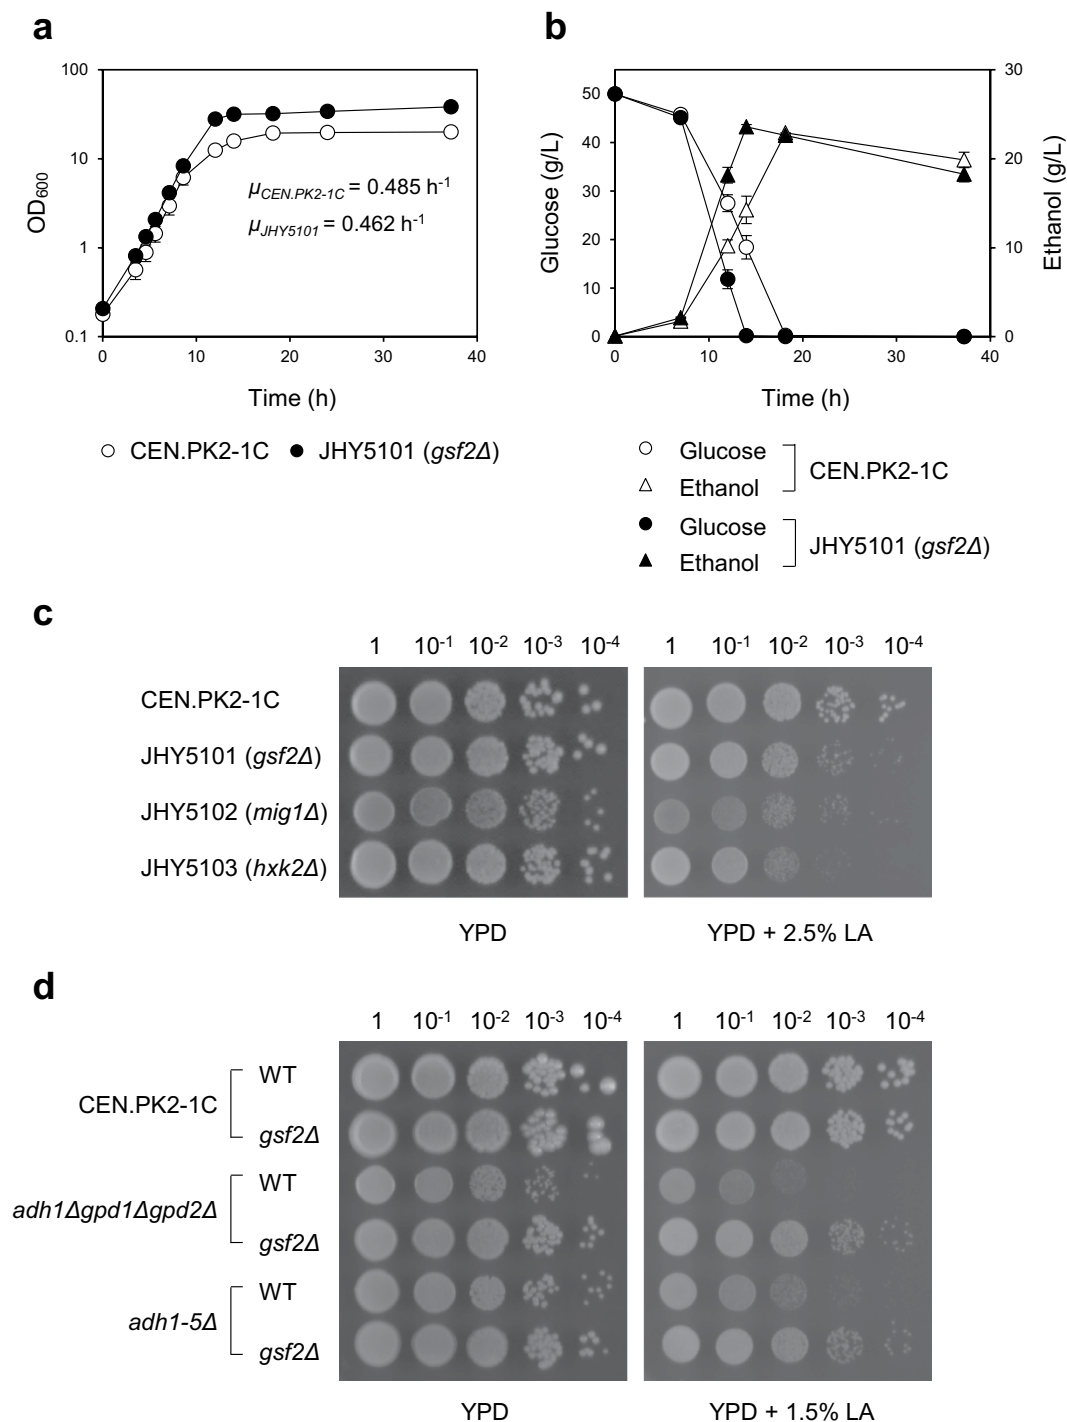 a
100
10
1
0.1
OD600
0 10 20 30 40
Time (h)
μCEN.PK2-1C = 0.485 h-1
μJHY5101 = 0.462 h-1
CEN.PK2-1C JHY5101 (gsf2Δ)
b
50
40
30
20
10
0
Glucose (g/L)
30
20
10
0
Ethanol (g/L)
0 10 20 30 40
Time (h)
Glucose
Ethanol
CEN.PK2-1C
Glucose
Ethanol
JHY5101 (gsf2Δ)
c
1 10-1 10-2 10-3 10-4 1 10-1 10-2 10-3 10-4
CEN.PK2-1C
JHY5101 (gsf2Δ)
JHY5102 (mig1Δ)
JHY5103 (hxk2Δ)
YPD YPD + 2.5% LA
d
1 10-1 10-2 10-3 10-4 1 10-1 10-2 10-3 10-4
CEN.PK2-1C
WT
gsf2Δ
adh1Δgpd1Δgpd2Δ
WT
gsf2Δ
adh1-5Δ
WT
gsf2Δ
YPD YPD + 1.5% LA